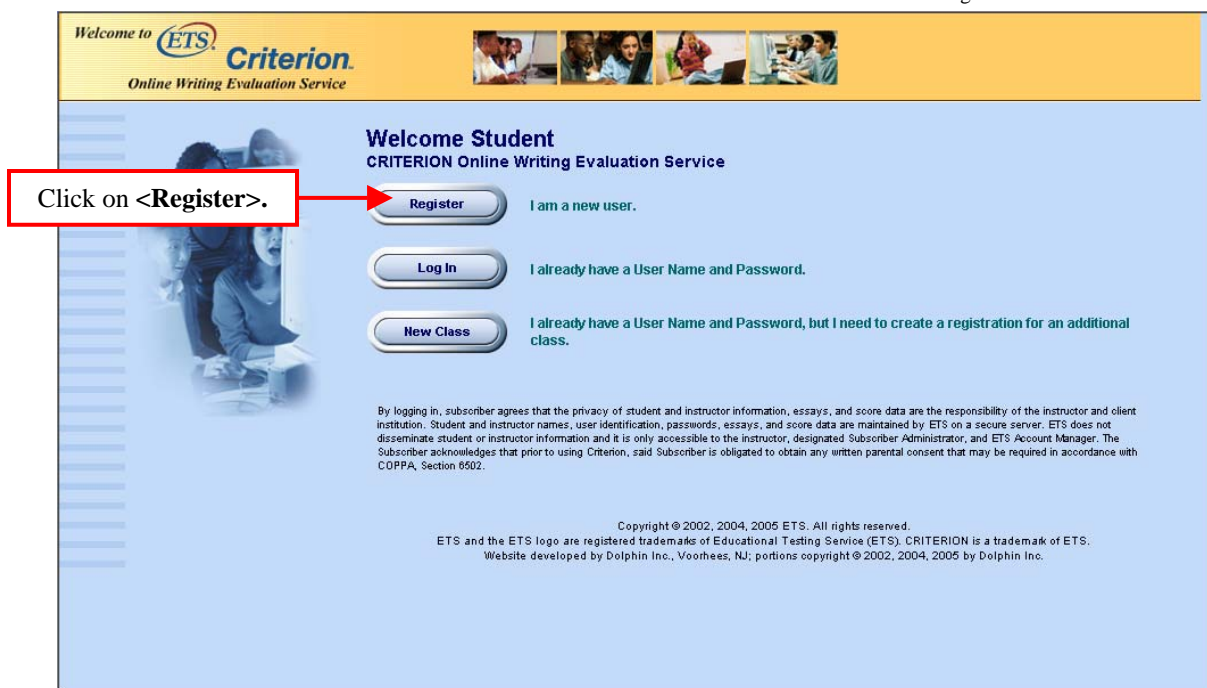 Welcome to ETS.
Criterion.
Online Writing Evaluation Service
Welcome Student
CRITERION Online Writing Evaluation Service
Click on <Register>.
Register
I am a new user.
Log In
I already have a User Name and Password.
New Class
I already have a User Name and Password, but I need to create a registration for an additional
class.
By logging in, subscriber agrees that the privacy of student and instructor information, essays, and score data are the responsibility of the instructor and client
institution. Student and instructor names, user identification, passwords, essays, and score data are maintained by ETS on a secure server. ETS does not
disseminate student or instructor information and it is only accessible to the instructor, designated Subscriber Administrator, and ETS Account Manager. The
Subscriber acknowledges that prior to using Criterion, said Subscriber is obligated to obtain any written parental consent that may be required in accordance with
COPPA, Section 6502.
Copyright © 2002, 2004, 2005 ETS. All rights reserved.
ETS and the ETS logo are registered trademarks of Educational Testing Service (ETS). CRITERION is a trademark of ETS.
Website developed by Dolphin Inc., Voorhees, NJ; portions copyright © 2002, 2004, 2005 by Dolphin Inc.